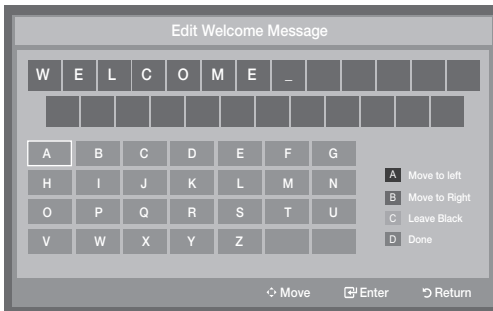 Edit Welcome Message
W E L C O M E _
A B C D E F G
H I J K L M N
O P Q R S T U
V W X Y Z
A Move to left
B Move to Right
C Leave Black
D Done
Move Enter Return